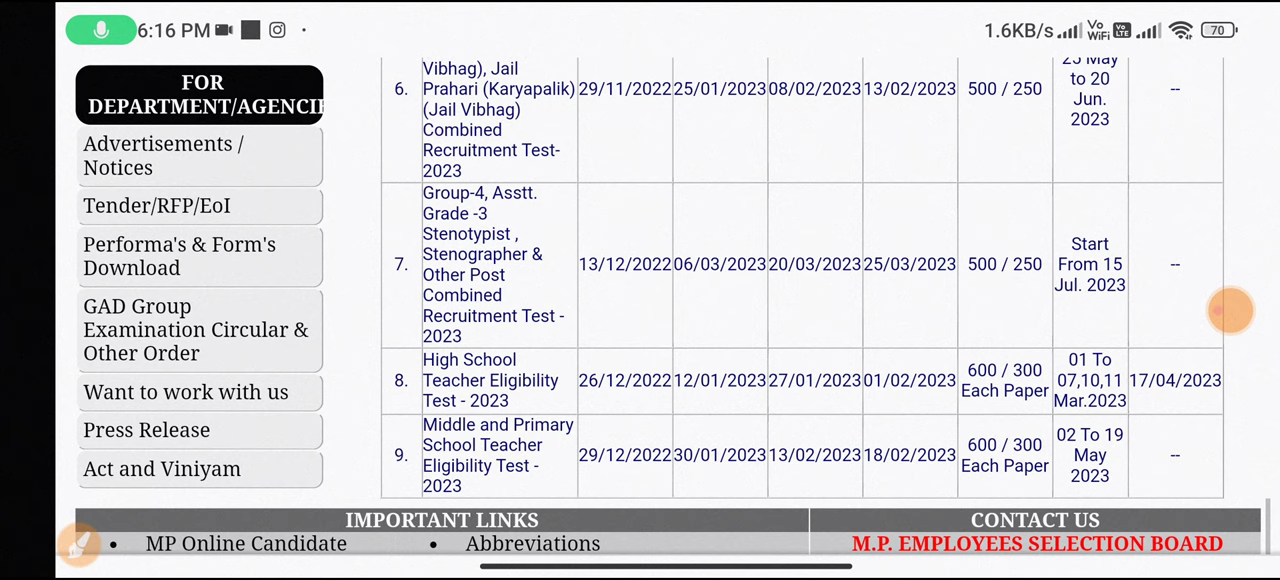 6:16 PM
1.6KB/s
Vo
WiFi
Vo
LTE
70
FOR
DEPARTMENT/AGENCIE
Advertisements /
Notices
Tender/RFP/EoI
Performa's & Form's
Download
GAD Group
Examination Circular &
Other Order
Want to work with us
Press Release
Act and Viniyam
6.
Vibhag), Jail
Prahari (Karyapalik)
(Jail Vibhag)
Combined
Recruitment Test-
2023
29/11/2022
25/01/2023
08/02/2023
13/02/2023
500 / 250
25 May
to 20
Jun.
2023
--
7.
Group-4, Asstt.
Grade -3
Stenotypist ,
Stenographer &
Other Post
Combined
Recruitment Test -
2023
13/12/2022
06/03/2023
20/03/2023
25/03/2023
500 / 250
Start
From 15
Jul. 2023
--
8.
High School
Teacher Eligibility
Test - 2023
26/12/2022
12/01/2023
27/01/2023
01/02/2023
600 / 300
Each Paper
01 To
07,10,11
Mar.2023
17/04/2023
9.
Middle and Primary
School Teacher
Eligibility Test -
2023
29/12/2022
30/01/2023
13/02/2023
18/02/2023
600 / 300
Each Paper
02 To 19
May
2023
--
IMPORTANT LINKS
• MP Online Candidate
• Abbreviations
CONTACT US
M.P. EMPLOYEES SELECTION BOARD